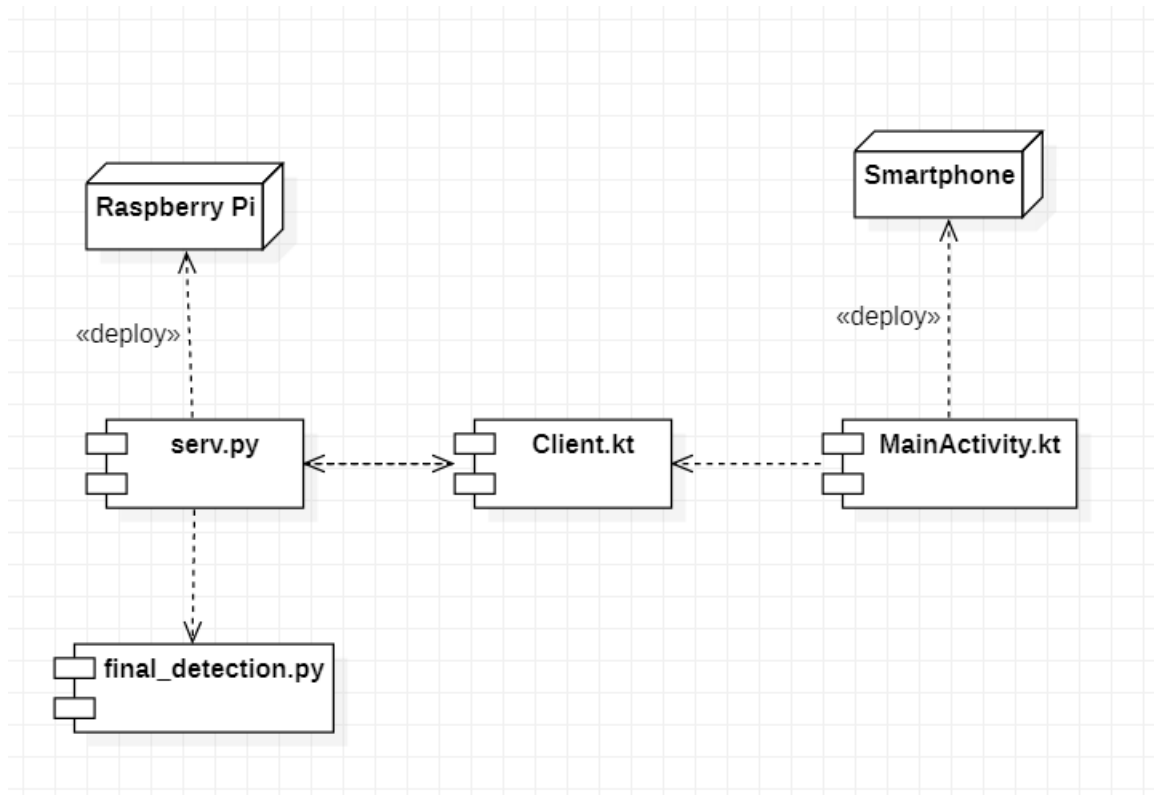 Smartphone
Raspberry Pi
«deploy»
«deploy»
serv.py
Client.kt
MainActivity.kt
final_detection.py